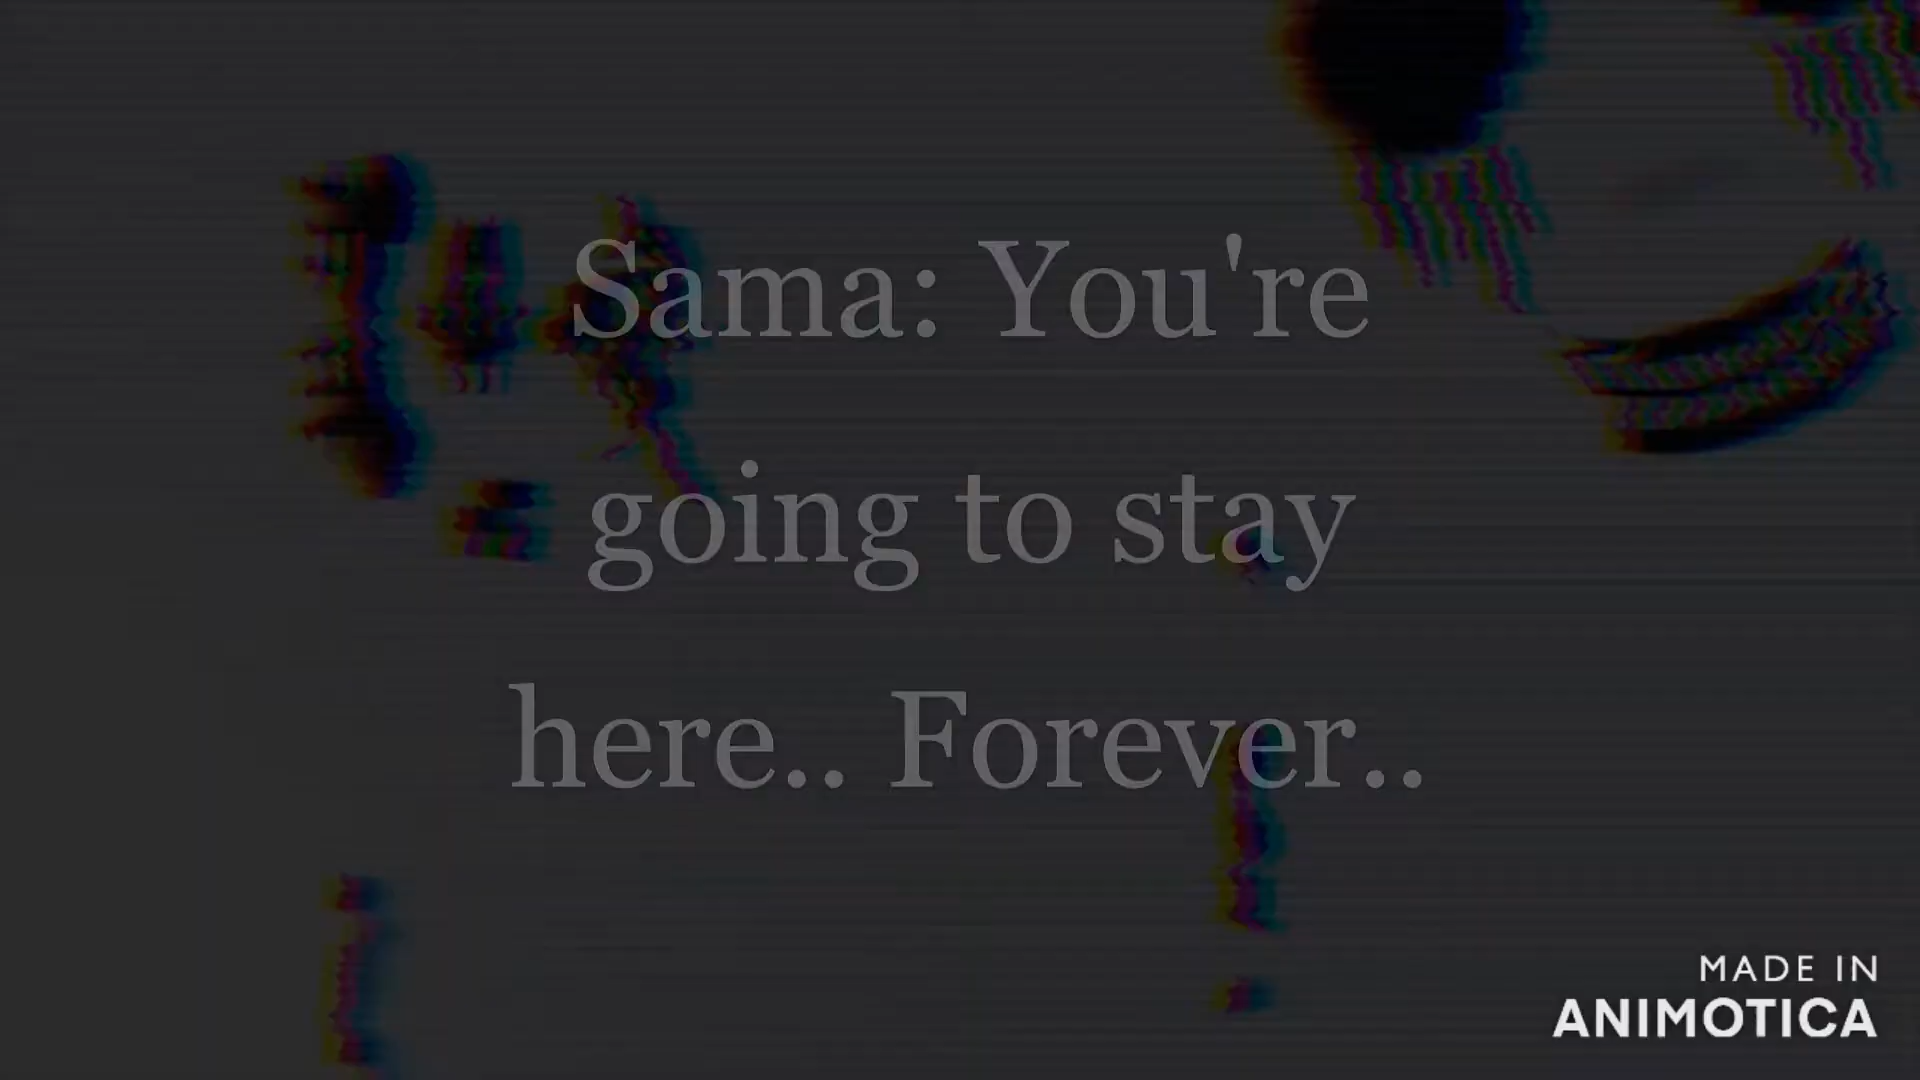 Sama: You're
going to stay
here.. Forever..
MADE IN
ANIMOTICA